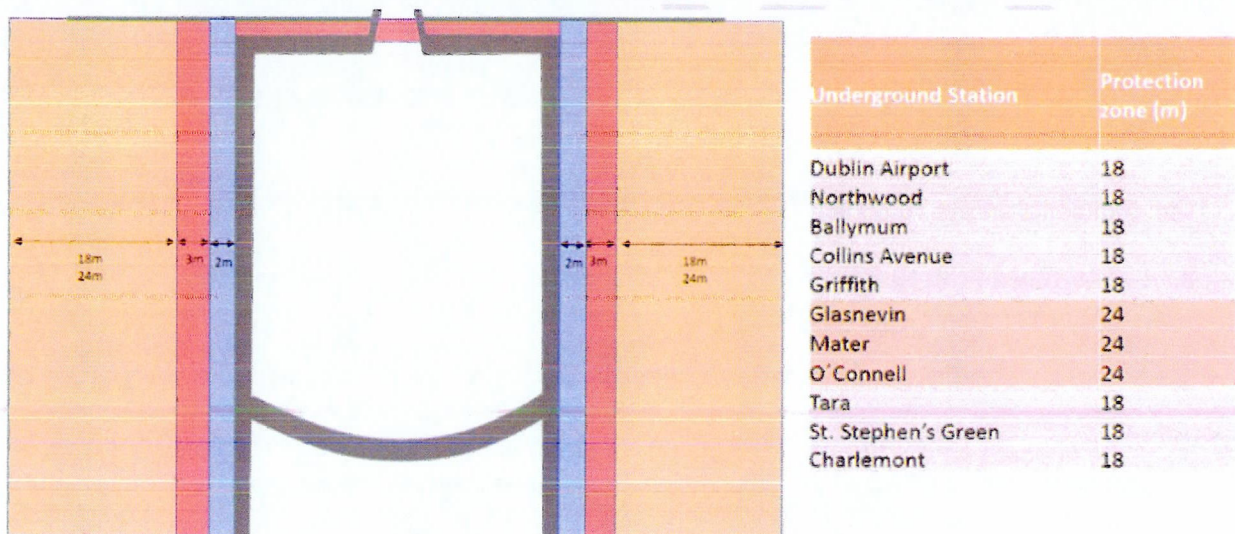 18m
24m
3m
2m
2m
3m
18m
24m
Underground Station Protection zone (m)
Dublin Airport 18
Northwood 18
Ballymum 18
Collins Avenue 18
Griffith 18
Glasnevin 24
Mater 24
O´Connell 24
Tara 18
St. Stephen's Green 18
Charlemont 18